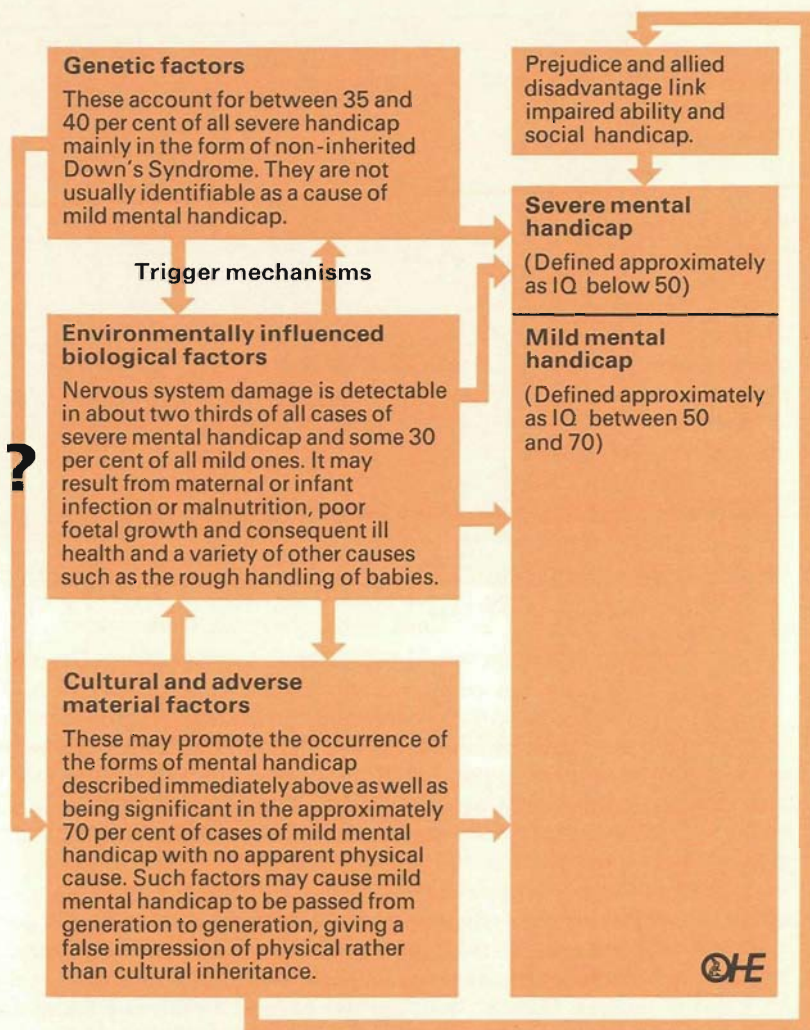 Genetic factors
These account for between 35 and
40 per cent of all severe handicap
mainly in the form of non-inherited
Down's Syndrome. They are not
usually identifiable as a cause of
mild mental handicap.
Trigger mechanisms
Environmentally influenced
biological factors
Nervous system damage is detectable
in about two thirds of all cases of
severe mental handicap and some 30
per cent of all mild ones. It may
result from maternal or infant
infection or malnutrition, poor
foetal growth and consequent ill
health and a variety of other causes
such as the rough handling of babies.
?
Cultural and adverse
material factors
These may promote the occurrence of
the forms of mental handicap
described immediately above as well as
being significant in the approximately
70 per cent of cases of mild mental
handicap with no apparent physical
cause. Such factors may cause mild
mental handicap to be passed from
generation to generation, giving a
false impression of physical rather
than cultural inheritance.
Prejudice and allied
disadvantage link
impaired ability and
social handicap.
Severe mental
handicap
(Defined approximately
as IQ below 50)
Mild mental
handicap
(Defined approximately
as IQ between 50
and 70)
OHE